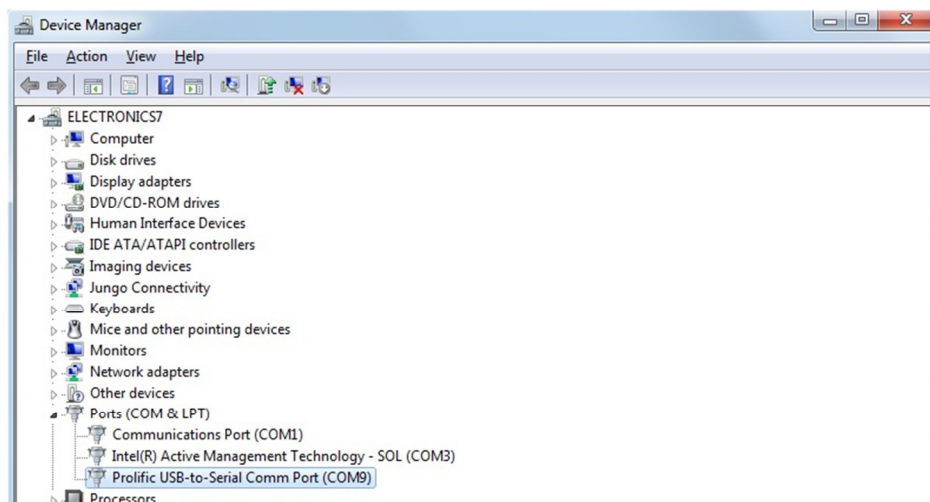 Device Manager
File Action View Help
ELECTRONICS7
Computer
Disk drives
Display adapters
DVD/CD-ROM drives
Human Interface Devices
IDE ATA/ATAPI controllers
Imaging devices
Jungo Connectivity
Keyboards
Mice and other pointing devices
Monitors
Network adapters
Other devices
Ports (COM & LPT)
Communications Port (COM1)
Intel(R) Active Management Technology - SOL (COM3)
Prolific USB-to-Serial Comm Port (COM9)
Processors